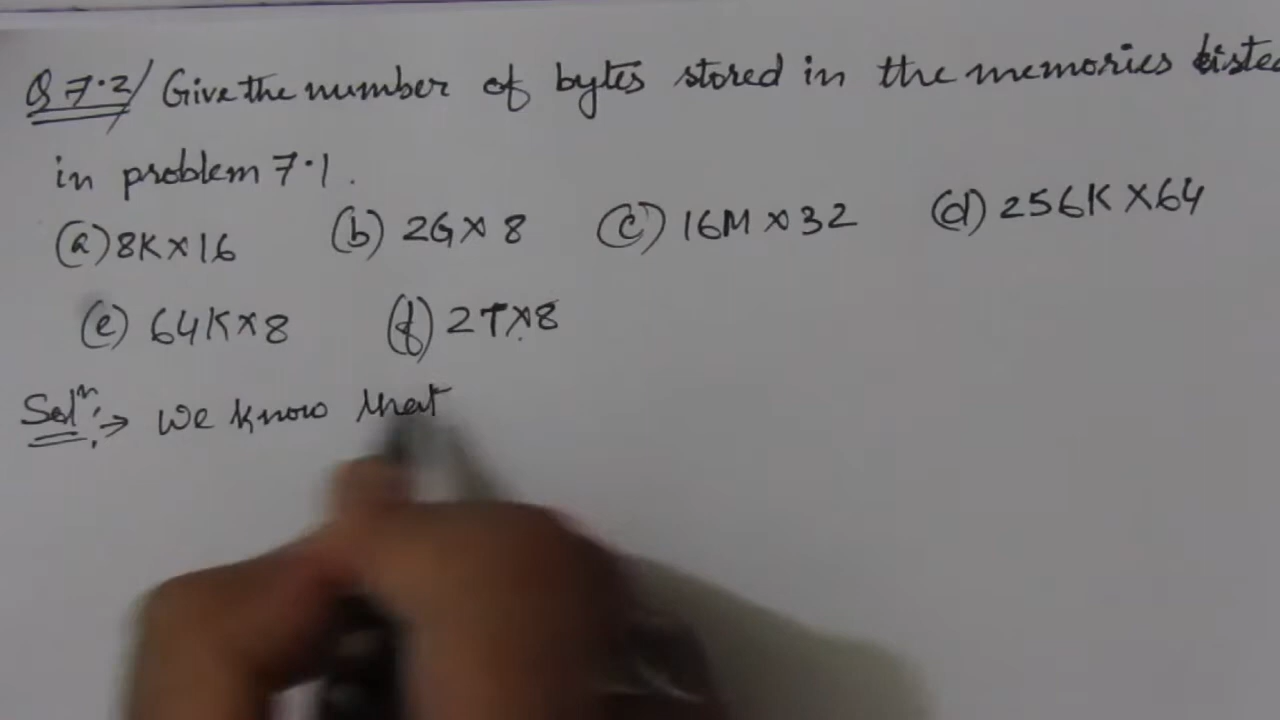 Q 7.2/ Give the number of bytes stored in the memories liste
in problem 7.1.
(a) 8K×16 (b) 2G×8 (c) 16M×32 (d) 256K×64
(e) 64K×8 (f) 2T×8
Solⁿ:→ We know that